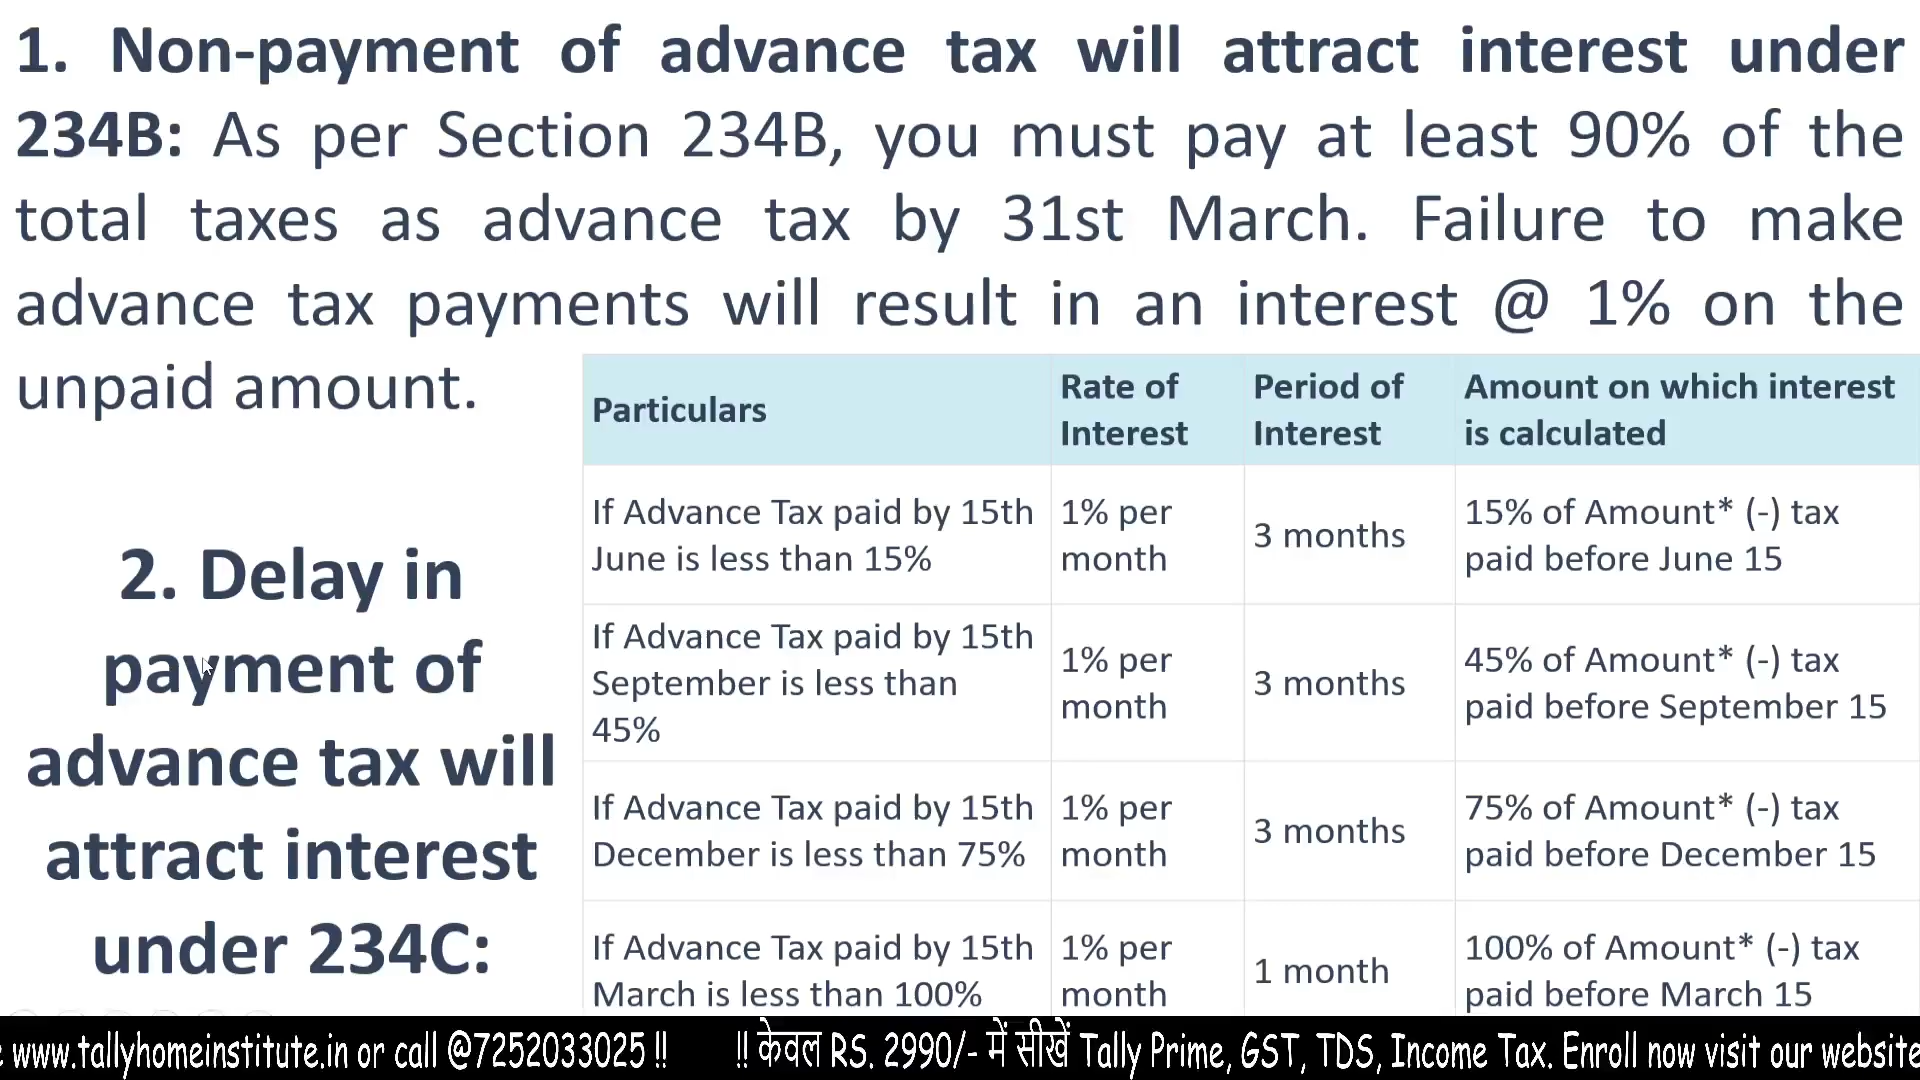 1. Non-payment of advance tax will attract interest under
234B: As per Section 234B, you must pay at least 90% of the
total taxes as advance tax by 31st March. Failure to make
advance tax payments will result in an interest @ 1% on the
unpaid amount.
2. Delay in
payment of
advance tax will
attract interest
under 234C:
Particulars
Rate of
Interest
Period of
Interest
Amount on which interest
is calculated
If Advance Tax paid by 15th
June is less than 15%
1% per
month
3 months
15% of Amount* (-) tax
paid before June 15
If Advance Tax paid by 15th
September is less than
45%
1% per
month
3 months
45% of Amount* (-) tax
paid before September 15
If Advance Tax paid by 15th
December is less than 75%
1% per
month
3 months
75% of Amount* (-) tax
paid before December 15
If Advance Tax paid by 15th
March is less than 100%
1% per
month
1 month
100% of Amount* (-) tax
paid before March 15
www.tallyhomeinstitute.in or call @7252033025 !! !! केवल RS. 2990/- में सीखें Tally Prime, GST, TDS, Income Tax. Enroll now visit our website